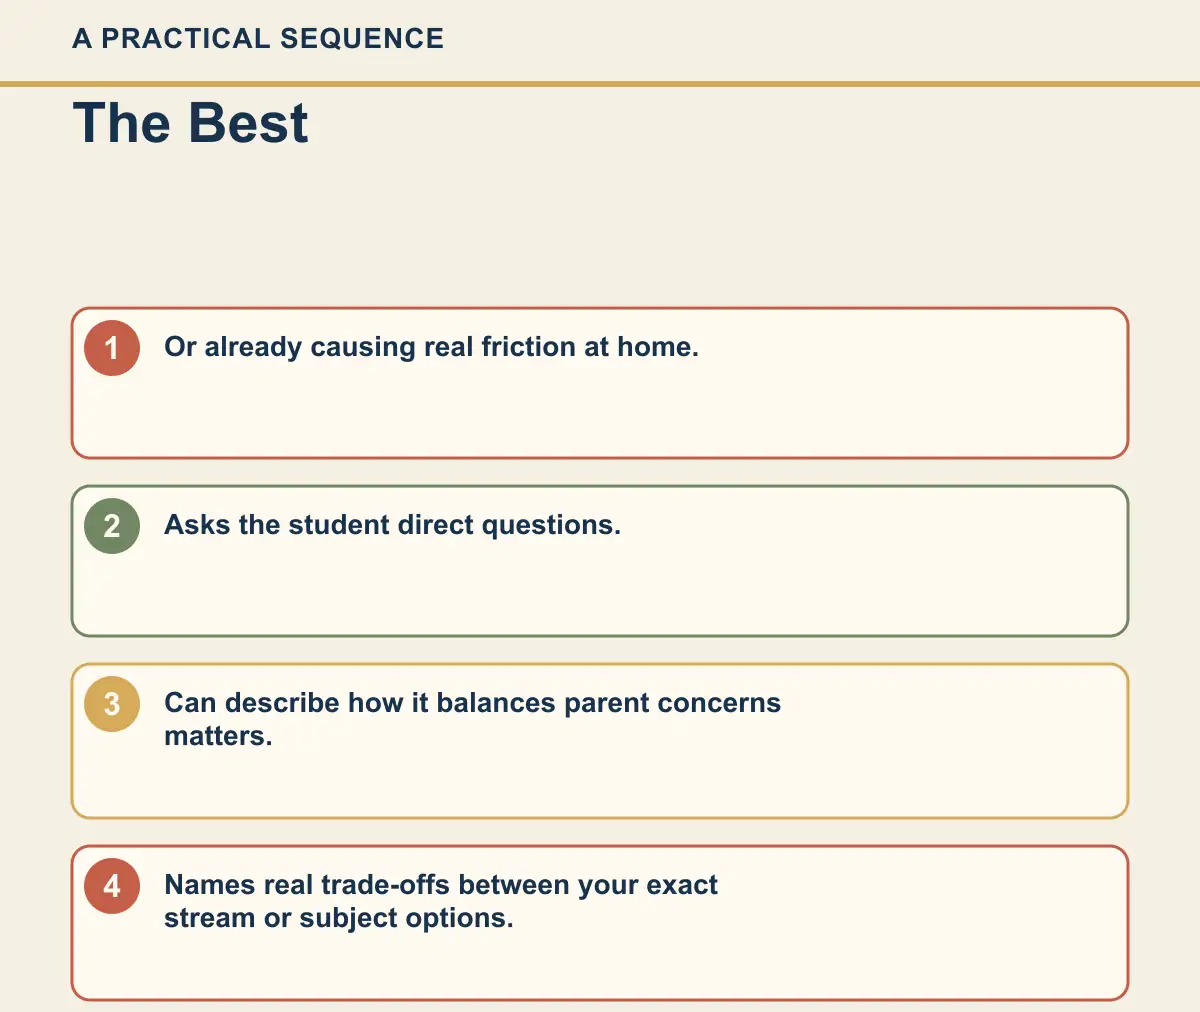 A PRACTICAL SEQUENCE
The Best
1
Or already causing real friction at home.
2
Asks the student direct questions.
3
Can describe how it balances parent concerns
matters.
4
Names real trade-offs between your exact
stream or subject options.